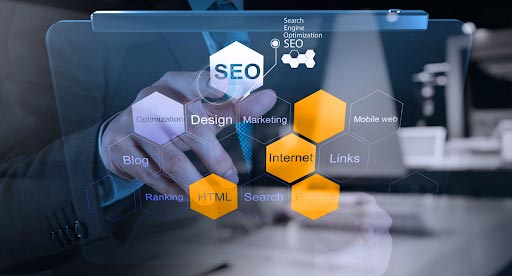 Search
Engine
Optimization
SEO
SEO
Optimization
Design
Marketing
Mobile web
Blog
Internet
Links
Ranking
HTML
Search